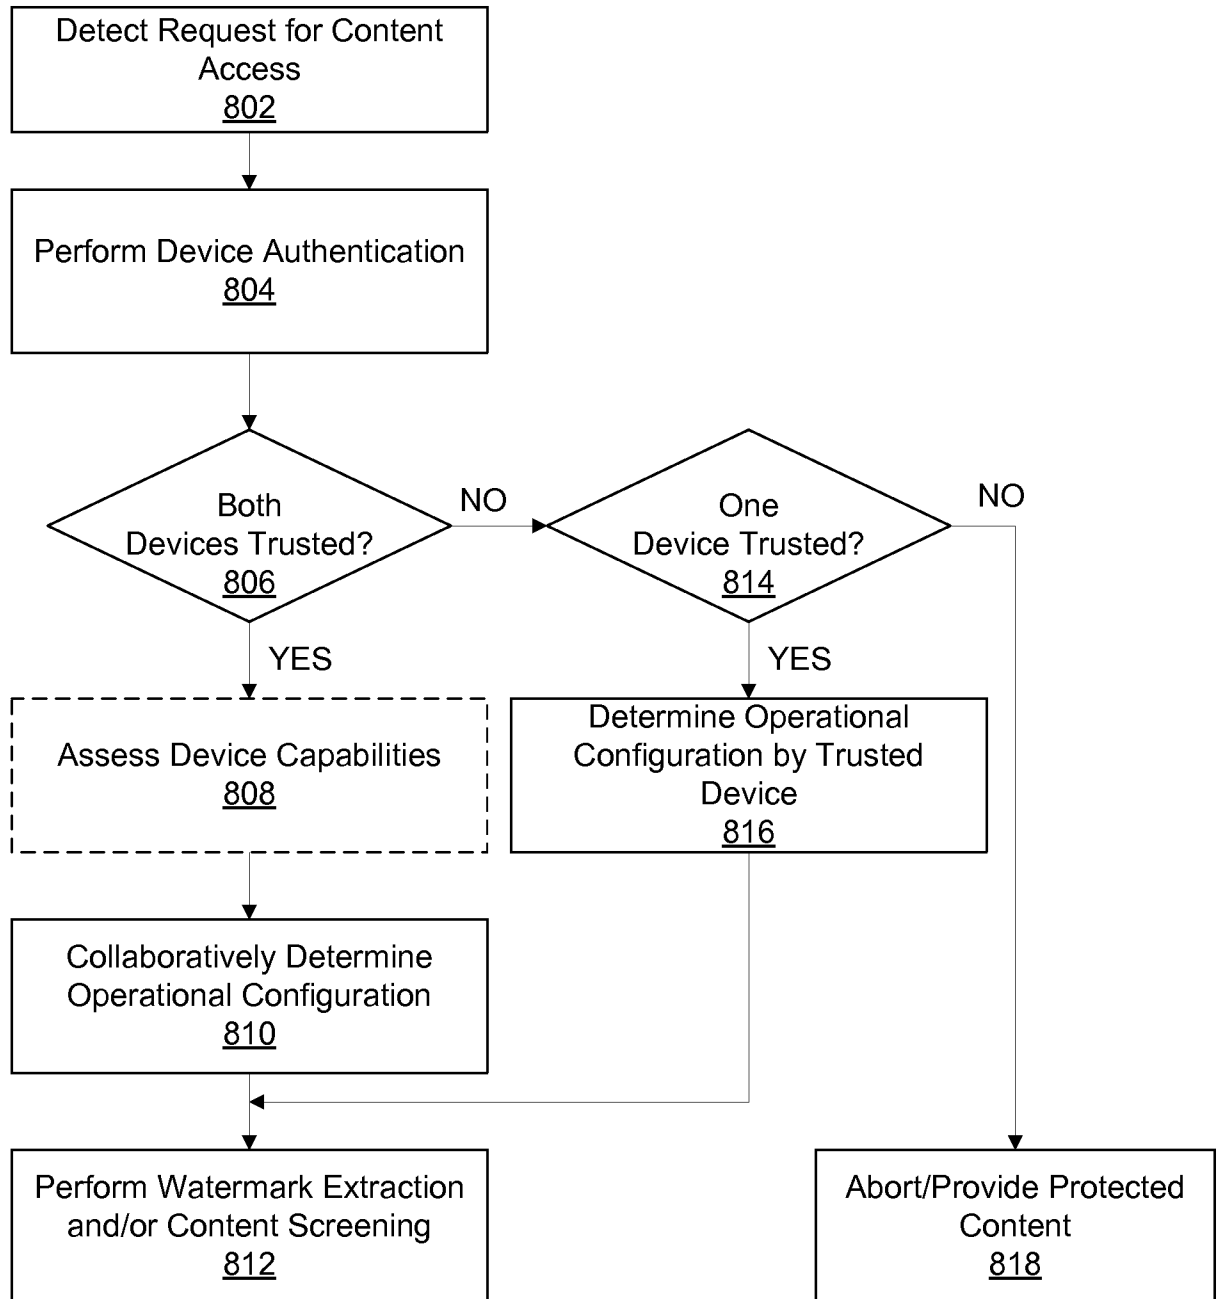 Detect Request for Content
Access
802
Perform Device Authentication
804
Both
Devices Trusted?
806
NO
One
Device Trusted?
814
NO
YES
YES
Assess Device Capabilities
808
Determine Operational
Configuration by Trusted
Device
816
Collaboratively Determine
Operational Configuration
810
Perform Watermark Extraction
and/or Content Screening
812
Abort/Provide Protected
Content
818